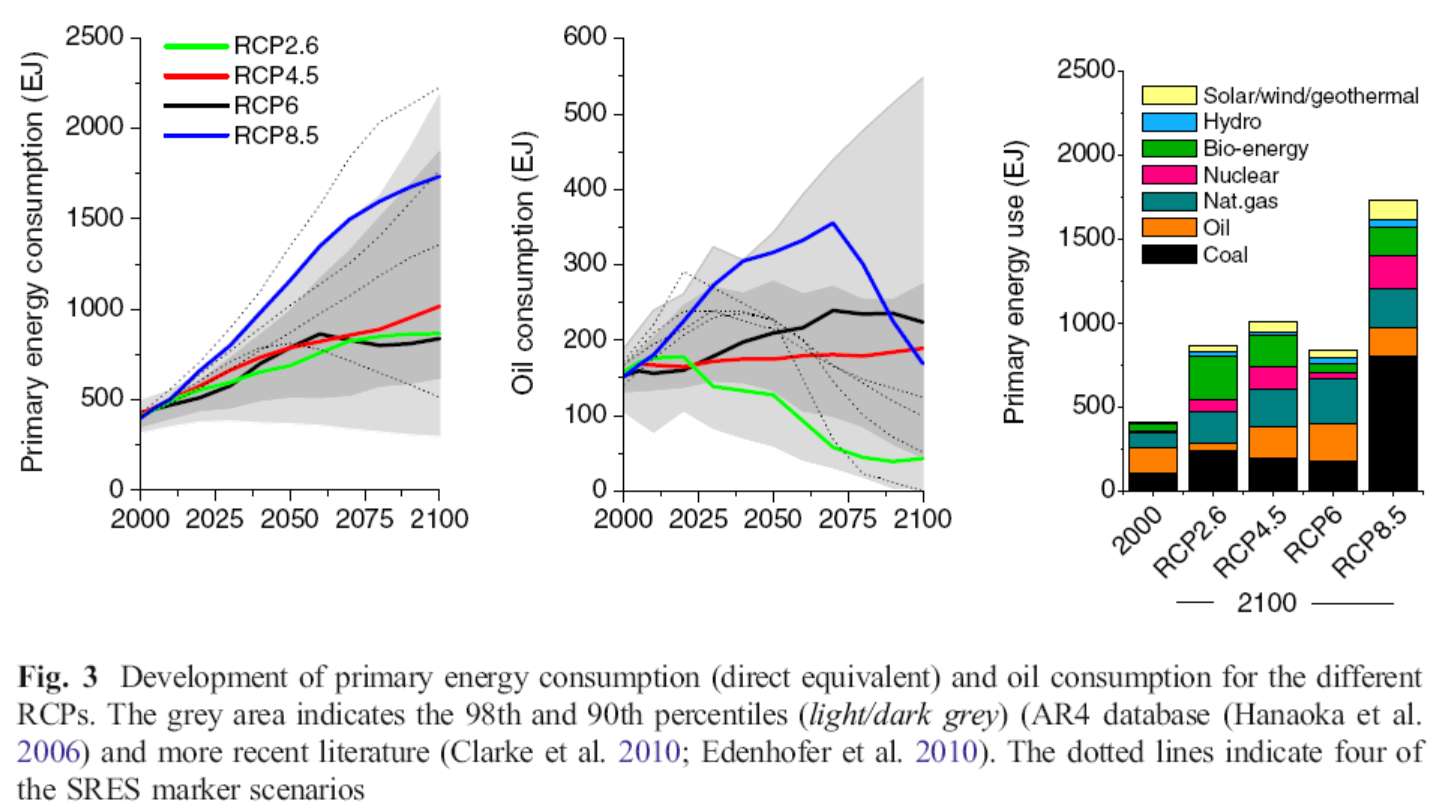 2500
2000
1500
1000
500
0
Primary energy consumption (EJ)
RCP2.6
RCP4.5
RCP6
RCP8.5
2000 2025 2050 2075 2100
600
500
400
300
200
100
0
Oil consumption (EJ)
2000 2025 2050 2075 2100
2500
2000
1500
1000
500
0
Primary energy use (EJ)
Solar/wind/geothermal
Hydro
Bio-energy
Nuclear
Nat.gas
Oil
Coal
2000
RCP2.6
RCP4.5
RCP6
RCP8.5
2100
Fig. 3 Development of primary energy consumption (direct equivalent) and oil consumption for the different
RCPs. The grey area indicates the 98th and 90th percentiles (light/dark grey) (AR4 database (Hanaoka et al.
2006) and more recent literature (Clarke et al. 2010; Edenhofer et al. 2010). The dotted lines indicate four of
the SRES marker scenarios